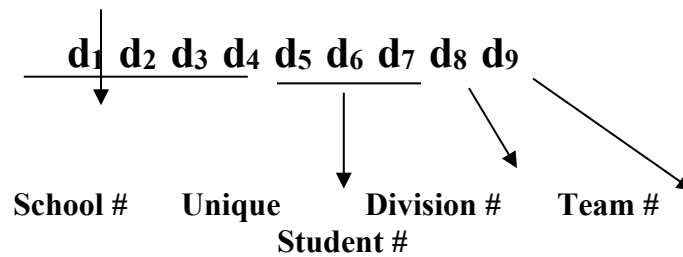 d1 d2 d3 d4 d5 d6 d7 d8 d9
School # Unique Division # Team #
Student #